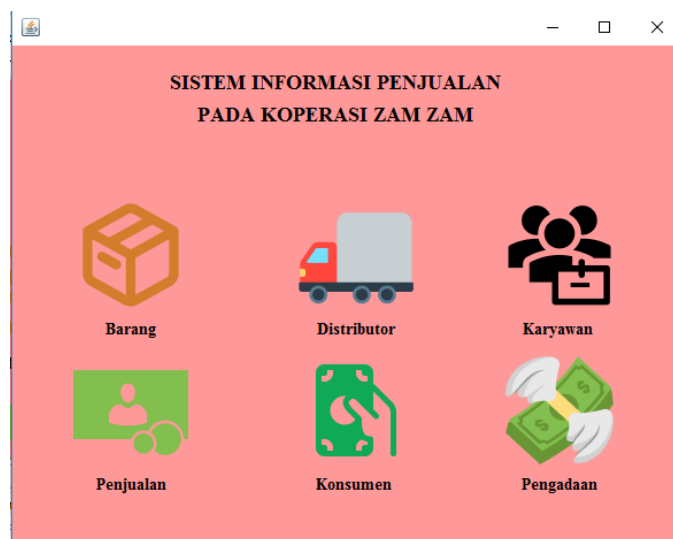 SISTEM INFORMASI PENJUALAN
PADA KOPERASI ZAM ZAM
Barang
Distributor
Karyawan
Penjualan
Konsumen
Pengadaan